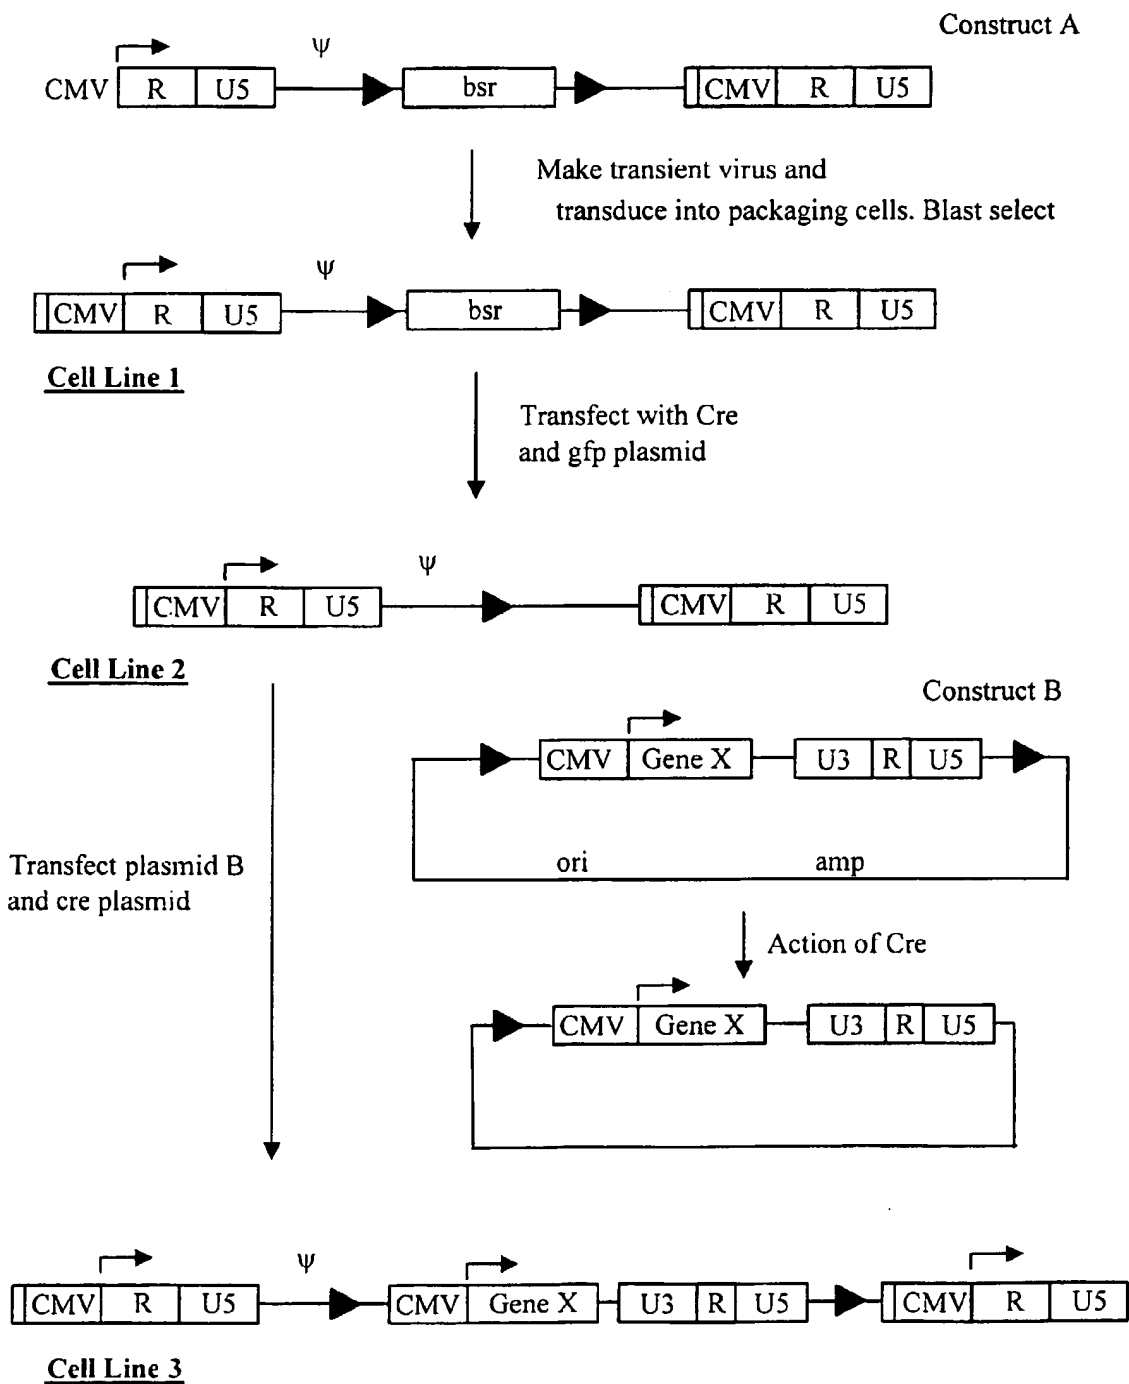 Construct A
ψ
CMV R U5 bsr CMV R U5
Make transient virus and
transduce into packaging cells. Blast select
ψ
CMV R U5 bsr CMV R U5
Cell Line 1
Transfect with Cre
and gfp plasmid
ψ
CMV R U5 CMV R U5
Cell Line 2
Construct B
CMV Gene X U3 R U5
ori amp
Transfect plasmid B
and cre plasmid
Action of Cre
CMV Gene X U3 R U5
ψ
CMV R U5 CMV Gene X U3 R U5 CMV R U5
Cell Line 3